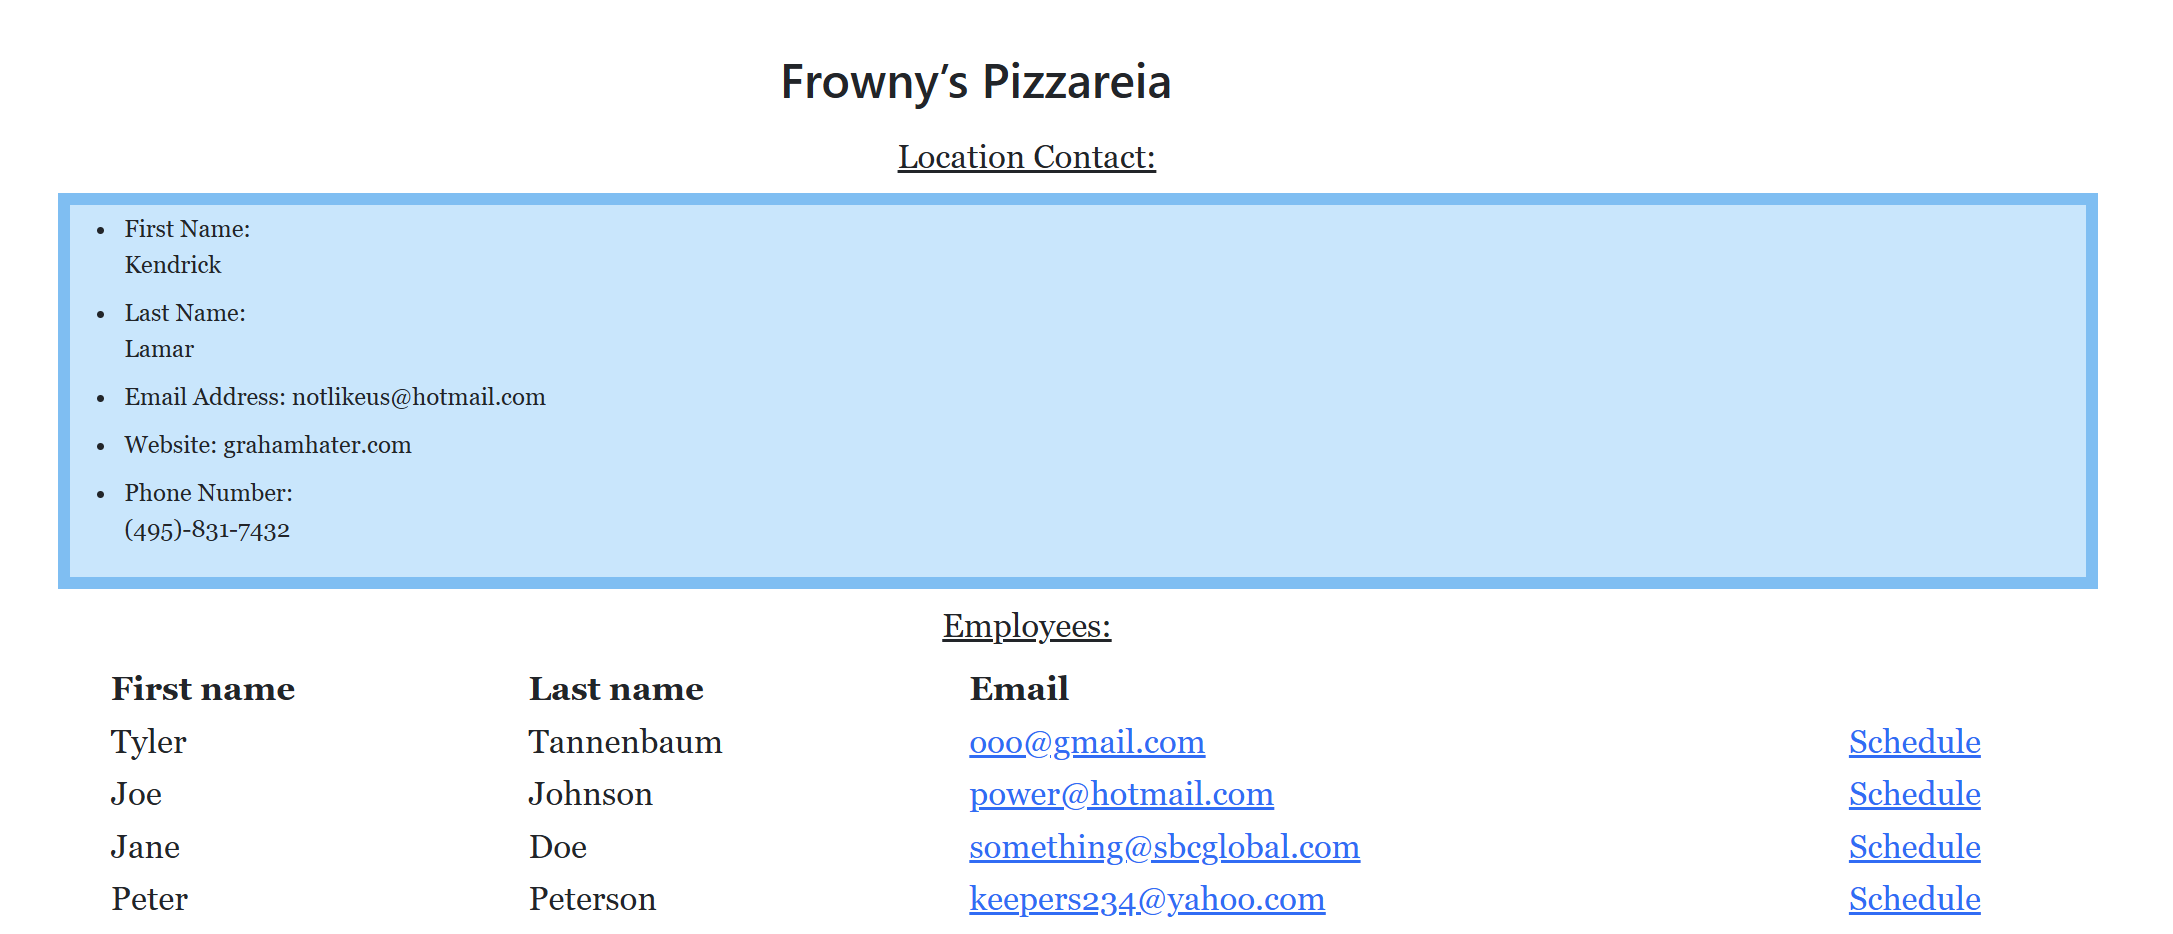 Frowny’s Pizzareia
Location Contact:
First Name:
Kendrick
Last Name:
Lamar
Email Address: notlikeus@hotmail.com
Website: grahamhater.com
Phone Number:
(495)-831-7432
Employees:
First name Last name Email
Tyler Tannenbaum ooo@gmail.com Schedule
Joe Johnson power@hotmail.com Schedule
Jane Doe something@sbcglobal.com Schedule
Peter Peterson keepers234@yahoo.com Schedule